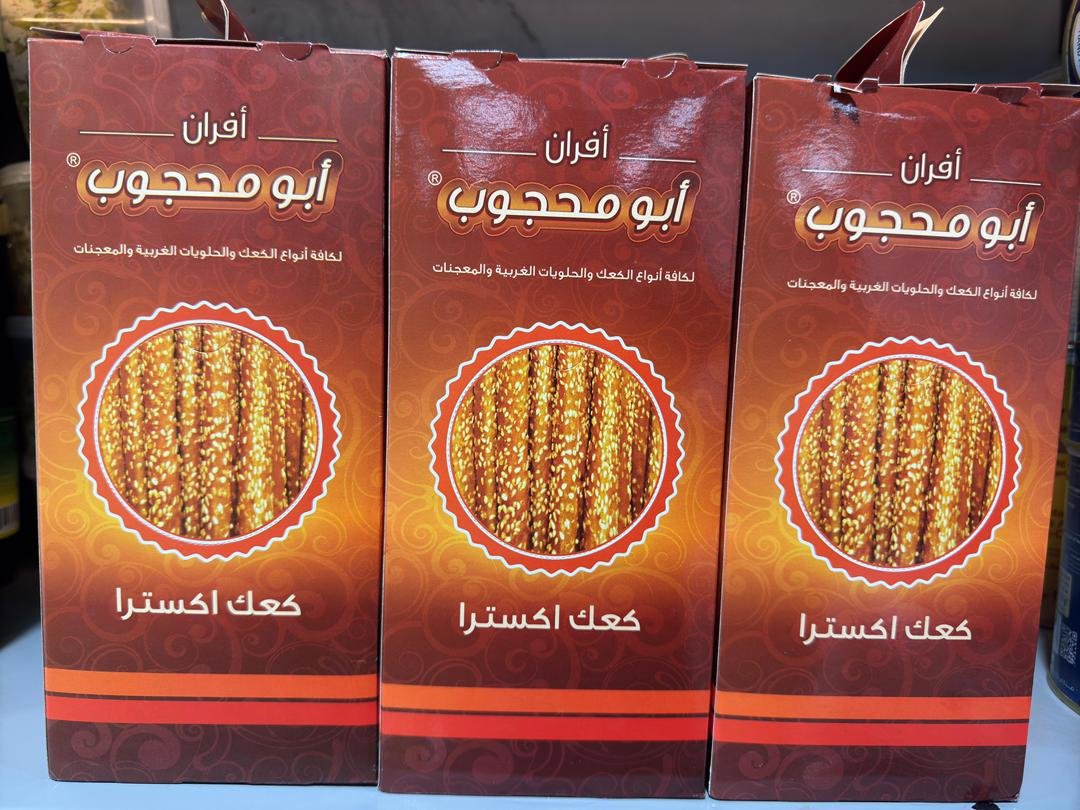 أفران
أبو محجوب ®
لكافة أنواع الكعك والحلويات الغربية والمعجنات
كعك اكسترا
أفران
أبو محجوب ®
لكافة أنواع الكعك والحلويات الغربية والمعجنات
كعك اكسترا
أفران
أبو محجوب ®
لكافة أنواع الكعك والحلويات الغربية والمعجنات
كعك اكسترا